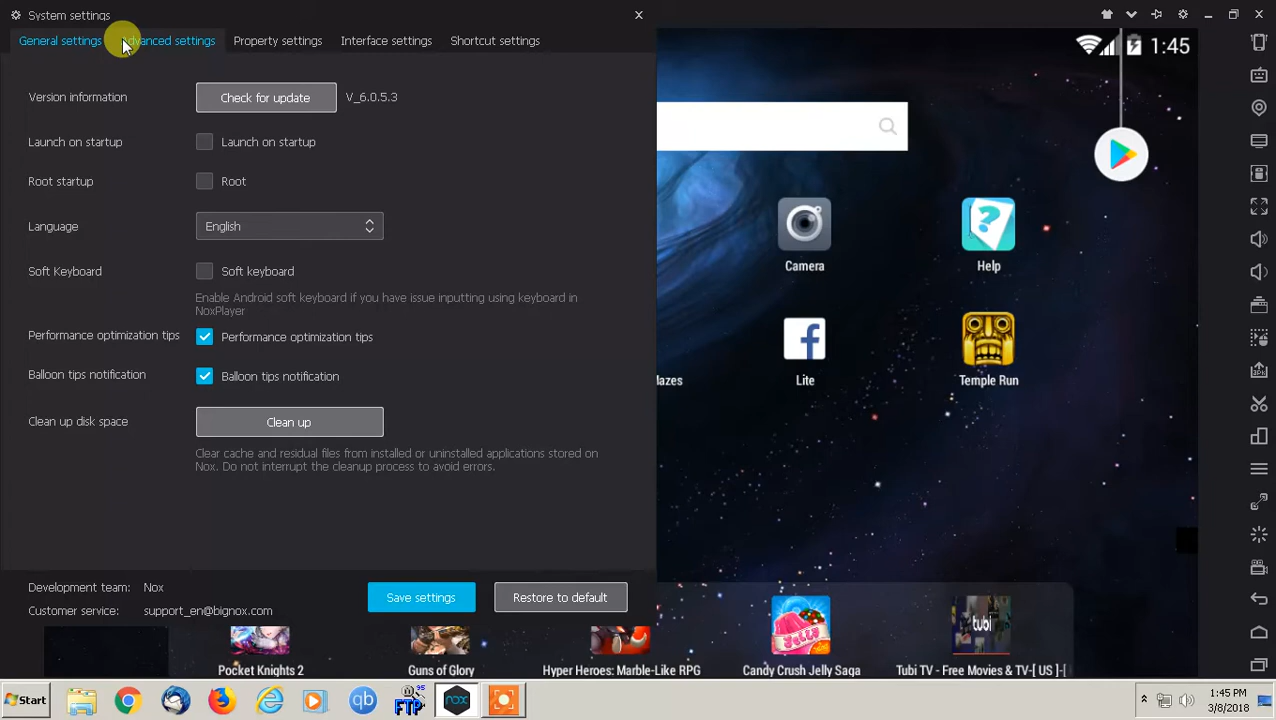 System settings
General settings
Advanced settings
Property settings
Interface settings
Shortcut settings
1:45
Version information
Check for update
V_6.0.5.3
Launch on startup
Launch on startup
Root startup
Root
Language
English
Soft Keyboard
Soft keyboard
Enable Android soft keyboard if you have issue inputting using keyboard in
NoxPlayer
Performance optimization tips
Performance optimization tips
Balloon tips notification
Balloon tips notification
Clean up disk space
Clean up
Clear cache and residual files from installed or uninstalled applications stored on
Nox. Do not interrupt the cleanup process to avoid errors.
Development team:
Nox
Customer service:
support_en@bignox.com
Save settings
Restore to default
Camera
Help
Mazes
Lite
Temple Run
tubi
Pocket Knights 2
Guns of Glory
Hyper Heroes: Marble-Like RPG
Candy Crush Jelly Saga
Tubi TV - Free Movies & TV-[ US ]-[
Start
qb
FTP
nox
1:45 PM
3/8/2018